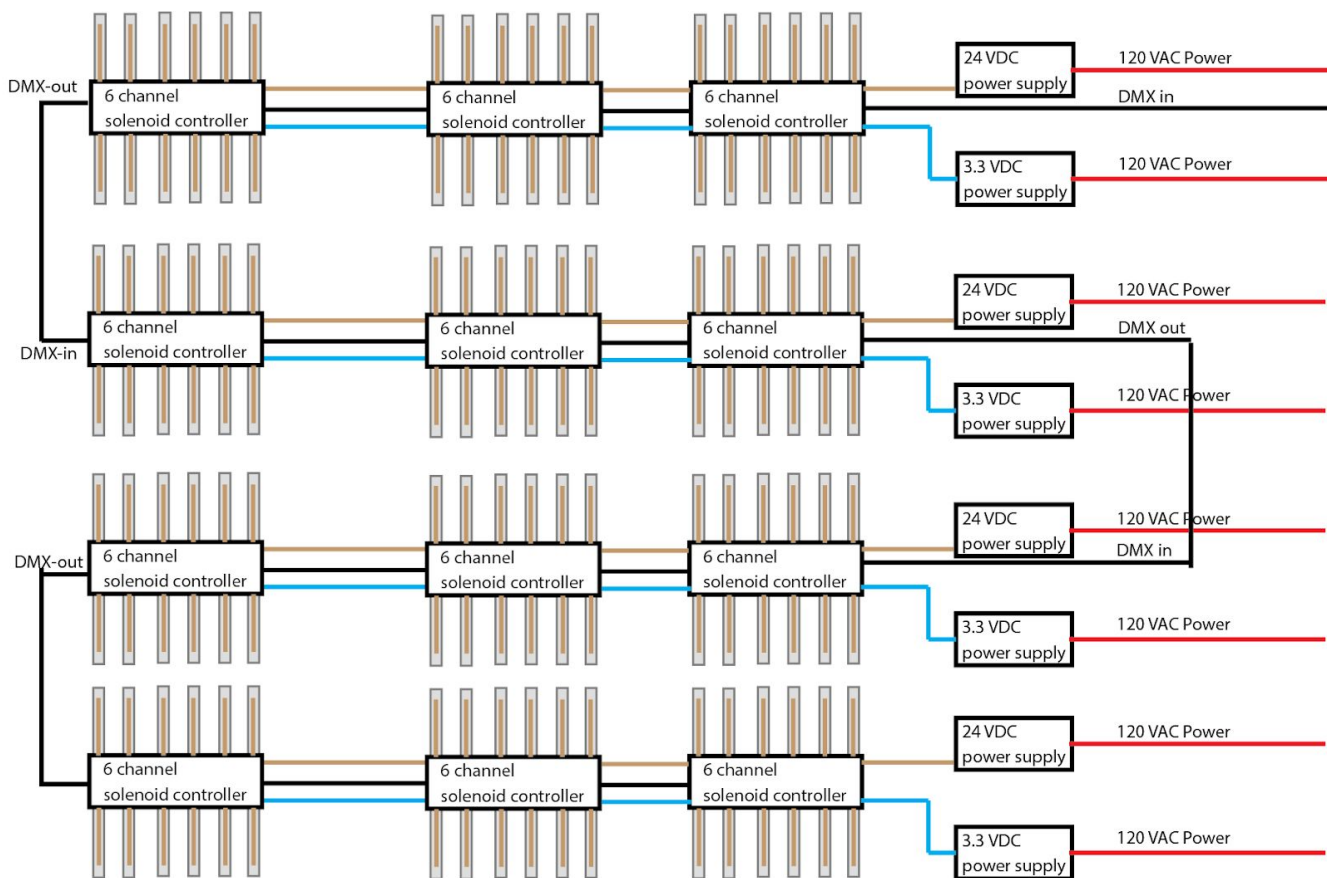 24 VDC
power supply
120 VAC Power
DMX-out
6 channel
solenoid controller
6 channel
solenoid controller
6 channel
solenoid controller
DMX in
3.3 VDC
power supply
120 VAC Power
24 VDC
power supply
120 VAC Power
6 channel
solenoid controller
6 channel
solenoid controller
6 channel
solenoid controller
DMX out
DMX-in
3.3 VDC
power supply
120 VAC Power
24 VDC
power supply
120 VAC Power
DMX-out
6 channel
solenoid controller
6 channel
solenoid controller
6 channel
solenoid controller
DMX in
3.3 VDC
power supply
120 VAC Power
24 VDC
power supply
120 VAC Power
6 channel
solenoid controller
6 channel
solenoid controller
6 channel
solenoid controller
3.3 VDC
power supply
120 VAC Power